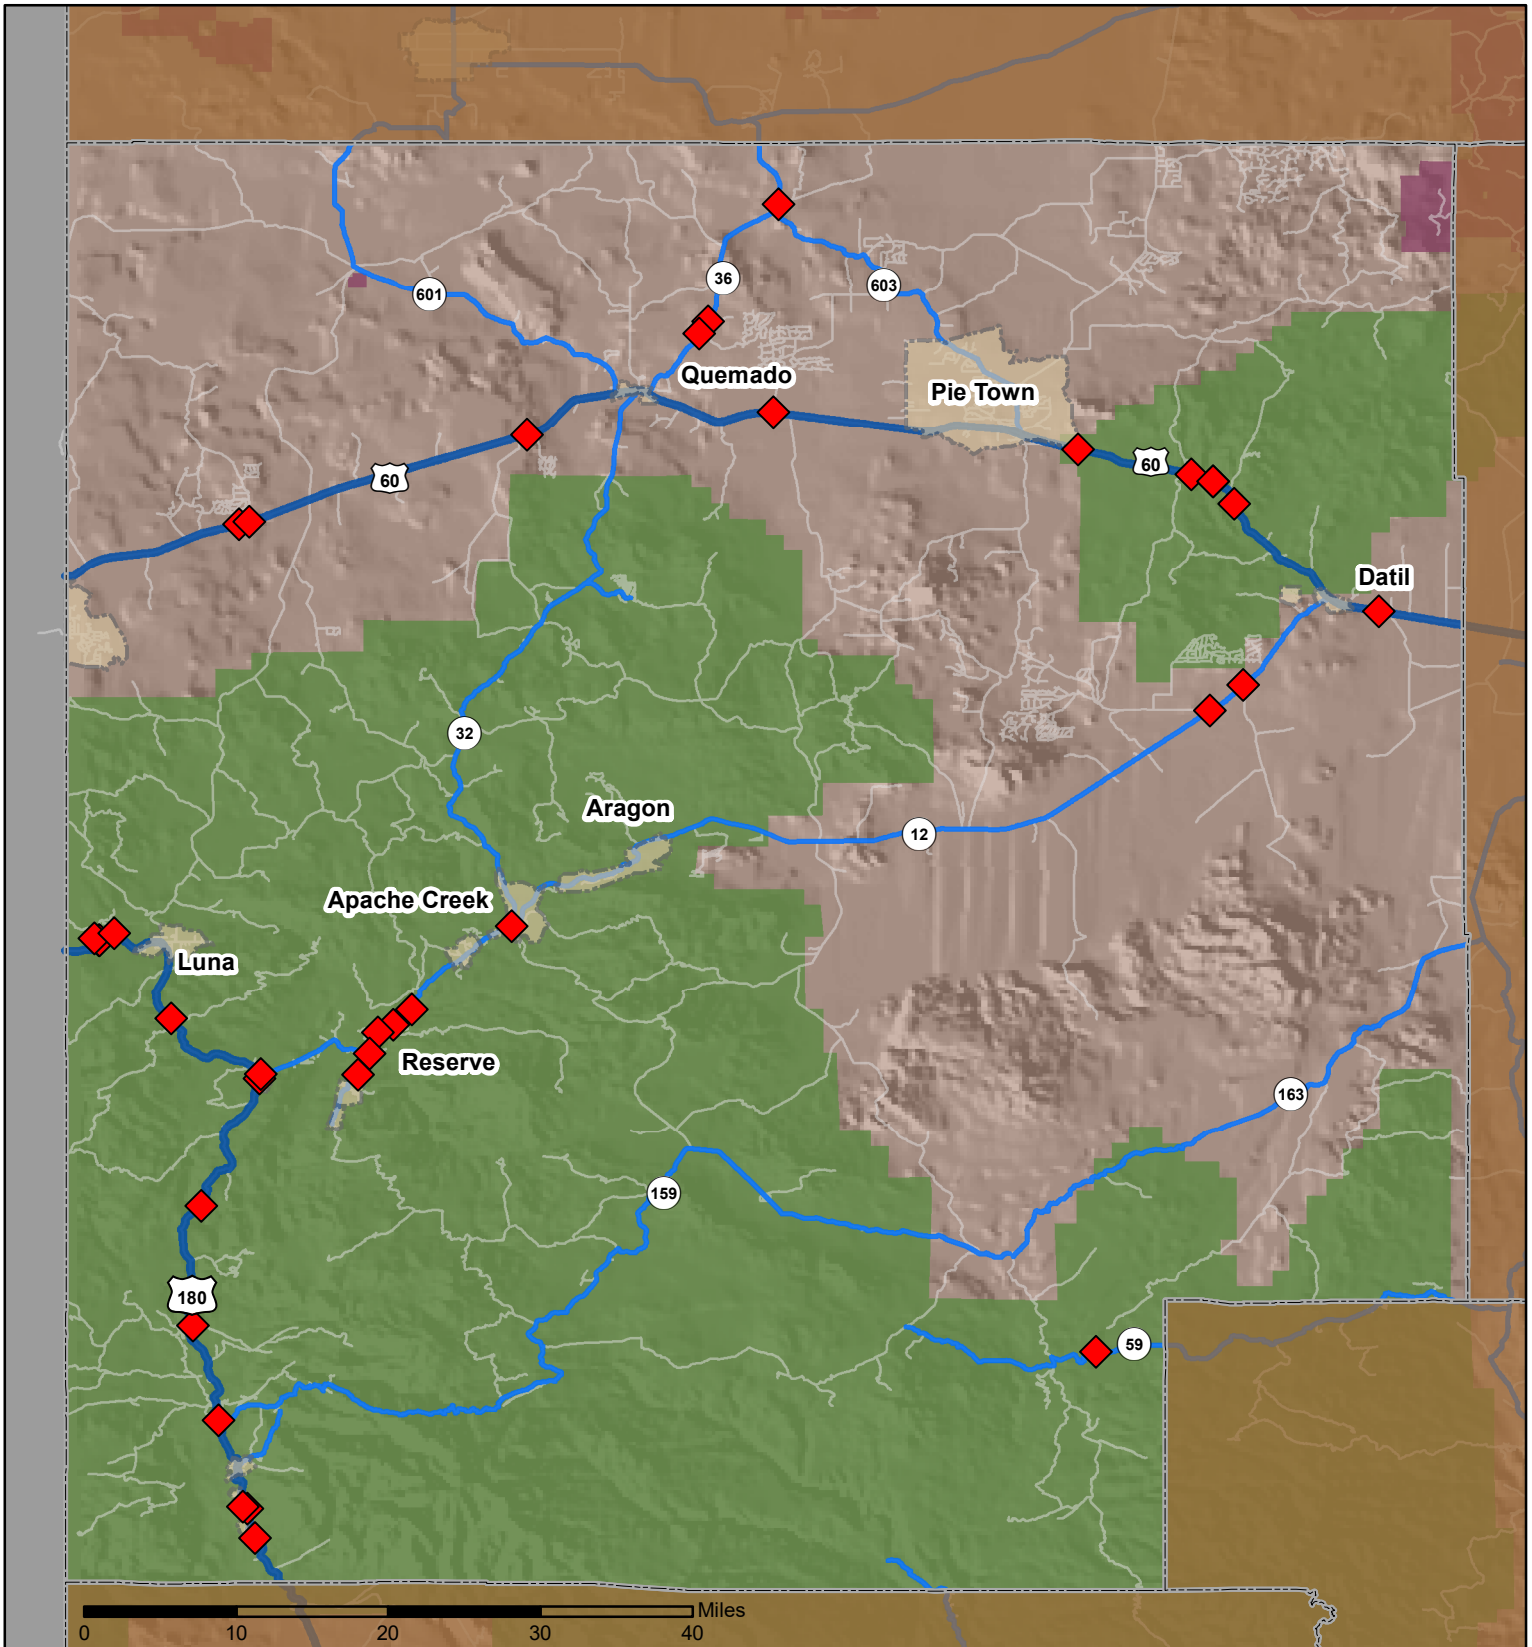 36
603
601
Quemado
Pie Town
60
60
Datil
32
Aragon
12
Apache Creek
Luna
Reserve
163
159
180
59
Miles
0 10 20 30 40